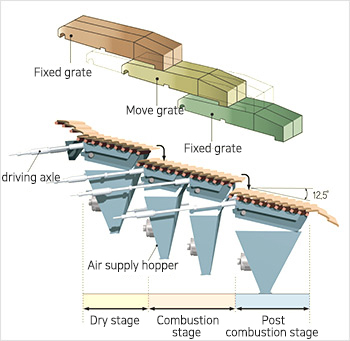 Fixed grate
Move grate
Fixed grate
driving axle
12.5°
Air supply hopper
Dry stage
Combustion
stage
Post
combustion stage